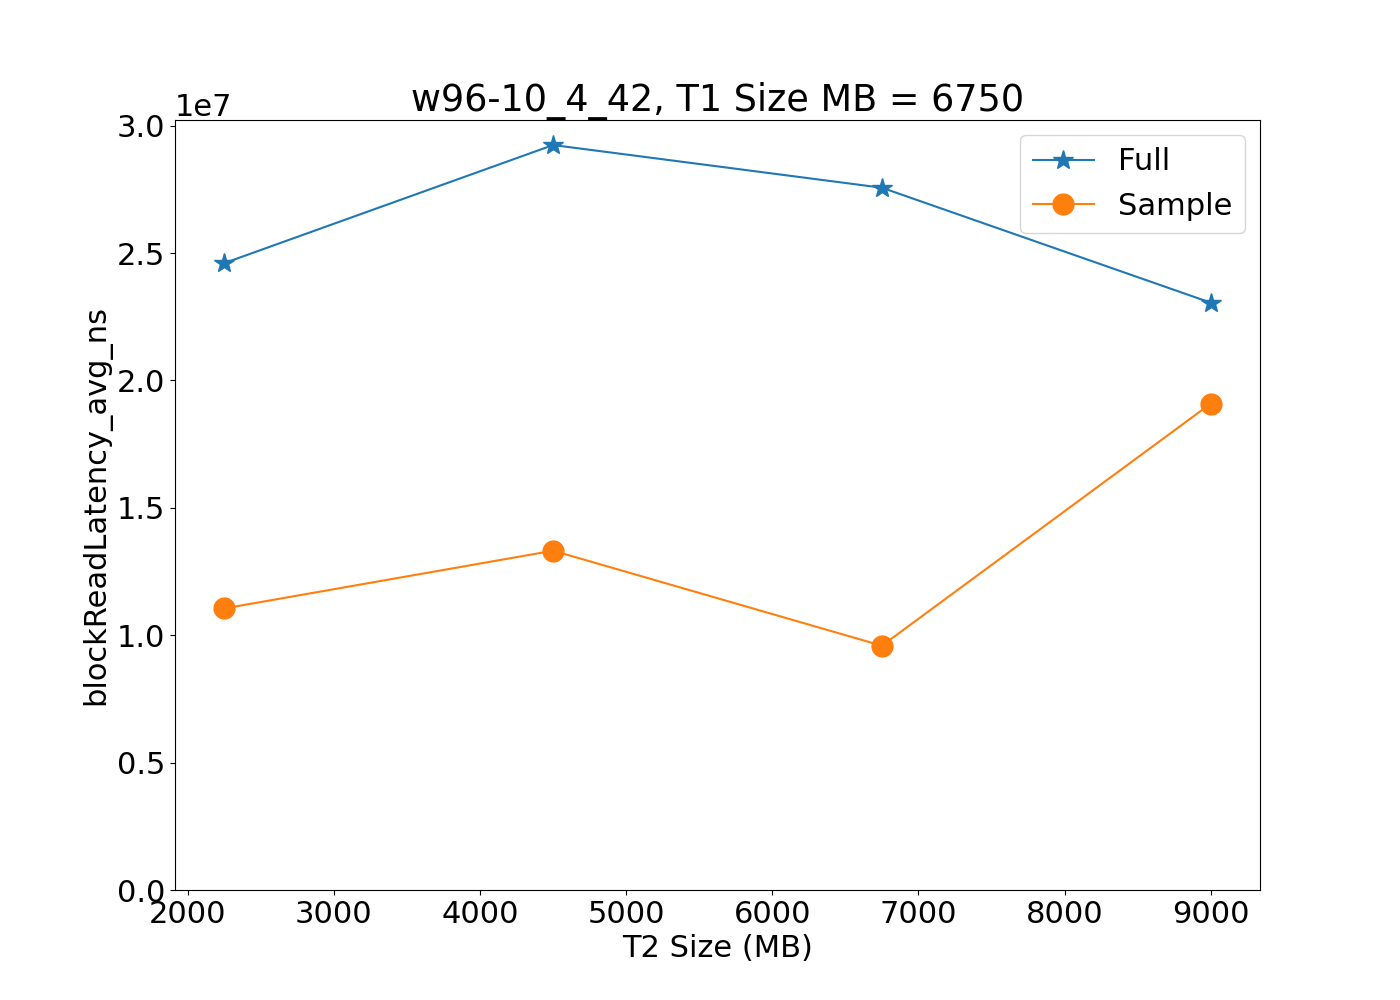 w96-10_4_42, T1 Size MB = 6750
1e7
3.0
2.5
2.0
1.5
1.0
0.5
0.0
blockReadLatency_avg_ns
Full
Sample
2000 3000 4000 5000 6000 7000 8000 9000
T2 Size (MB)